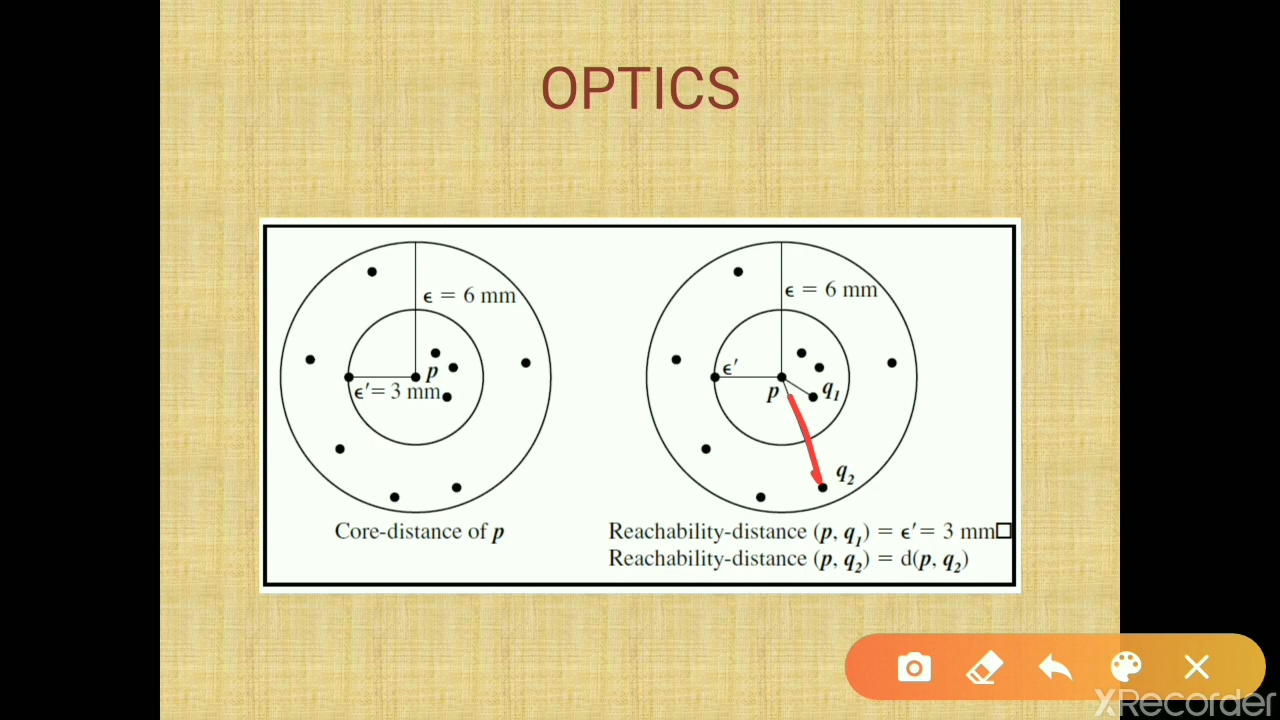 OPTICS
ϵ = 6 mm
p
ϵ′= 3 mm
Core-distance of p
ϵ = 6 mm
ϵ′
p
q₁
q₂
Reachability-distance (p, q₁) = ϵ′= 3 mm□
Reachability-distance (p, q₂) = d(p, q₂)
XRecorder